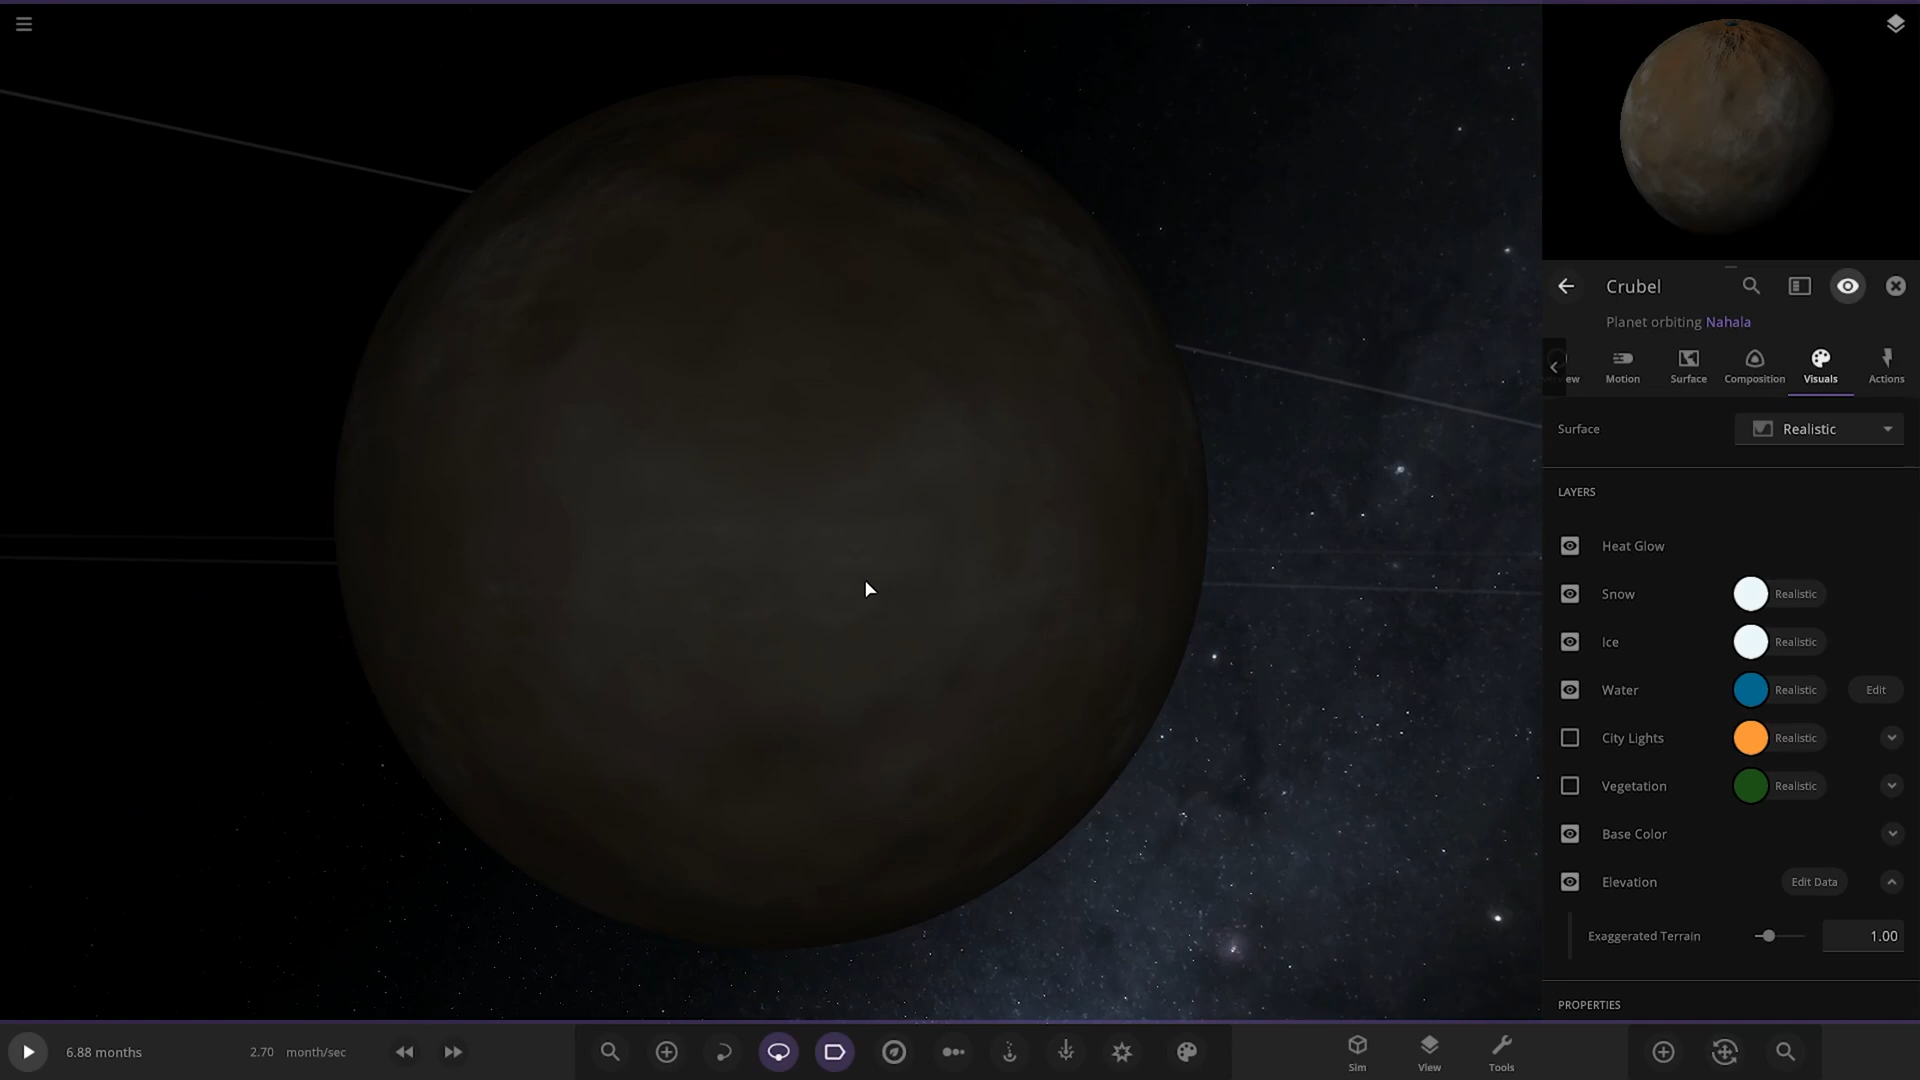 Crubel
Planet orbiting Nahala
Motion
Surface
Composition
Visuals
Actions
Surface
Realistic
LAYERS
Heat Glow
Snow Realistic
Ice Realistic
Water Realistic Edit
City Lights Realistic
Vegetation Realistic
Base Color
Elevation Edit Data
Exaggerated Terrain 1.00
PROPERTIES
6.88 months
2.70 month/sec
Sim
View
Tools